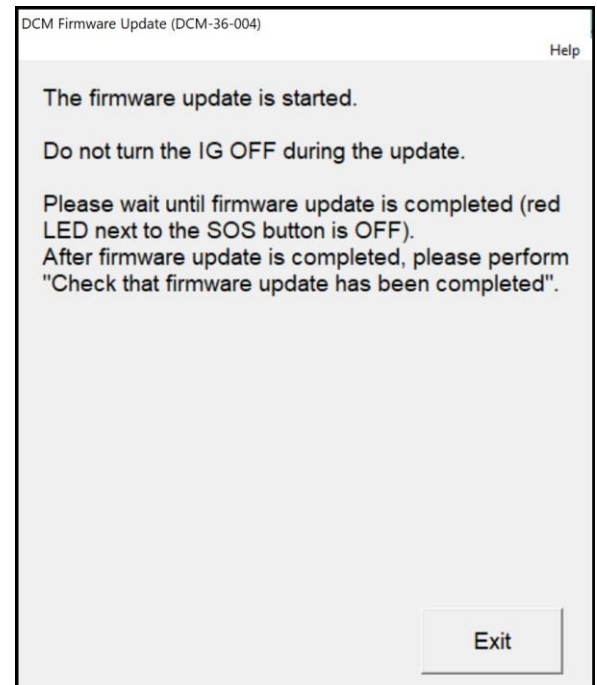 DCM Firmware Update (DCM-36-004)
Help
The firmware update is started.
Do not turn the IG OFF during the update.
Please wait until firmware update is completed (red
LED next to the SOS button is OFF).
After firmware update is completed, please perform
"Check that firmware update has been completed".
Exit